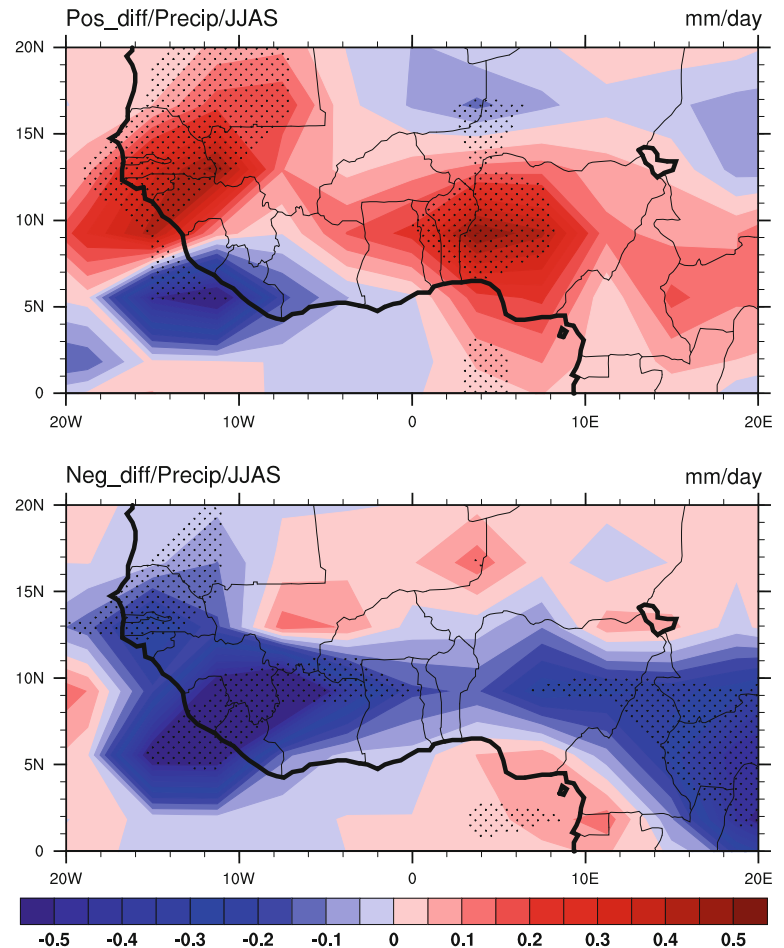 Pos_diff/Precip/JJAS mm/day
20N
15N
10N
5N
0
20W 10W 0 10E 20E
Neg_diff/Precip/JJAS mm/day
20N
15N
10N
5N
0
20W 10W 0 10E 20E
-0.5 -0.4 -0.3 -0.2 -0.1 0 0.1 0.2 0.3 0.4 0.5